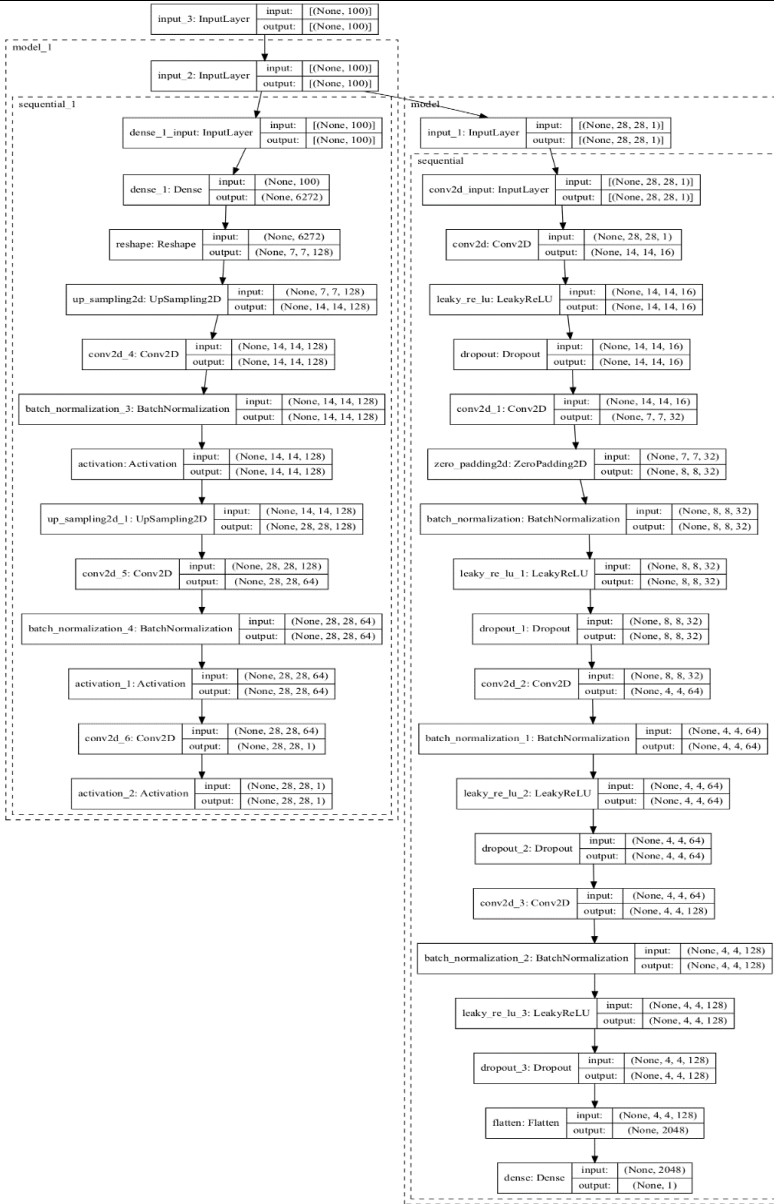 input_3: InputLayer input: [(None, 100)]
output: [(None, 100)]
model_1
input_2: InputLayer input: [(None, 100)]
output: [(None, 100)]
sequential_1
dense_1_input: InputLayer input: [(None, 100)]
output: [(None, 100)]
dense_1: Dense input: (None, 100)
output: (None, 6272)
reshape: Reshape input: (None, 6272)
output: (None, 7, 7, 128)
up_sampling2d: UpSampling2D input: (None, 7, 7, 128)
output: (None, 14, 14, 128)
conv2d_4: Conv2D input: (None, 14, 14, 128)
output: (None, 14, 14, 128)
batch_normalization_3: BatchNormalization input: (None, 14, 14, 128)
output: (None, 14, 14, 128)
activation: Activation input: (None, 14, 14, 128)
output: (None, 14, 14, 128)
up_sampling2d_1: UpSampling2D input: (None, 14, 14, 128)
output: (None, 28, 28, 128)
conv2d_5: Conv2D input: (None, 28, 28, 128)
output: (None, 28, 28, 64)
batch_normalization_4: BatchNormalization input: (None, 28, 28, 64)
output: (None, 28, 28, 64)
activation_1: Activation input: (None, 28, 28, 64)
output: (None, 28, 28, 64)
conv2d_6: Conv2D input: (None, 28, 28, 64)
output: (None, 28, 28, 1)
activation_2: Activation input: (None, 28, 28, 1)
output: (None, 28, 28, 1)
model
input_1: InputLayer input: [(None, 28, 28, 1)]
output: [(None, 28, 28, 1)]
sequential
conv2d_input: InputLayer input: [(None, 28, 28, 1)]
output: [(None, 28, 28, 1)]
conv2d: Conv2D input: (None, 28, 28, 1)
output: (None, 14, 14, 16)
leaky_re_lu: LeakyReLU input: (None, 14, 14, 16)
output: (None, 14, 14, 16)
dropout: Dropout input: (None, 14, 14, 16)
output: (None, 14, 14, 16)
conv2d_1: Conv2D input: (None, 14, 14, 16)
output: (None, 7, 7, 32)
zero_padding2d: ZeroPadding2D input: (None, 7, 7, 32)
output: (None, 8, 8, 32)
batch_normalization: BatchNormalization input: (None, 8, 8, 32)
output: (None, 8, 8, 32)
leaky_re_lu_1: LeakyReLU input: (None, 8, 8, 32)
output: (None, 8, 8, 32)
dropout_1: Dropout input: (None, 8, 8, 32)
output: (None, 8, 8, 32)
conv2d_2: Conv2D input: (None, 8, 8, 32)
output: (None, 4, 4, 64)
batch_normalization_1: BatchNormalization input: (None, 4, 4, 64)
output: (None, 4, 4, 64)
leaky_re_lu_2: LeakyReLU input: (None, 4, 4, 64)
output: (None, 4, 4, 64)
dropout_2: Dropout input: (None, 4, 4, 64)
output: (None, 4, 4, 64)
conv2d_3: Conv2D input: (None, 4, 4, 64)
output: (None, 4, 4, 128)
batch_normalization_2: BatchNormalization input: (None, 4, 4, 128)
output: (None, 4, 4, 128)
leaky_re_lu_3: LeakyReLU input: (None, 4, 4, 128)
output: (None, 4, 4, 128)
dropout_3: Dropout input: (None, 4, 4, 128)
output: (None, 4, 4, 128)
flatten: Flatten input: (None, 4, 4, 128)
output: (None, 2048)
dense: Dense input: (None, 2048)
output: (None, 1)